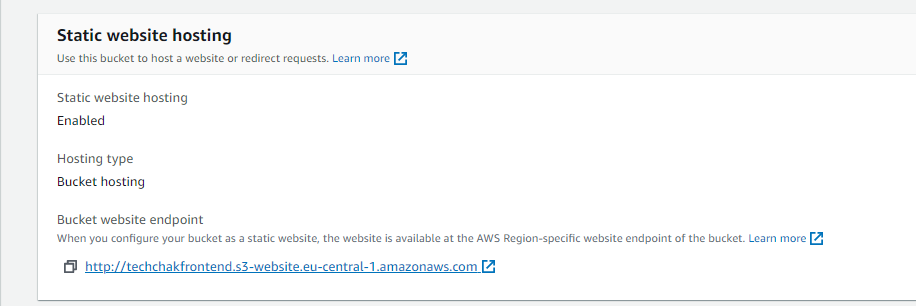 Static website hosting
Use this bucket to host a website or redirect requests. Learn more
Static website hosting
Enabled
Hosting type
Bucket hosting
Bucket website endpoint
When you configure your bucket as a static website, the website is available at the AWS Region-specific website endpoint of the bucket. Learn more
http://techchakfrontend.s3-website.eu-central-1.amazonaws.com